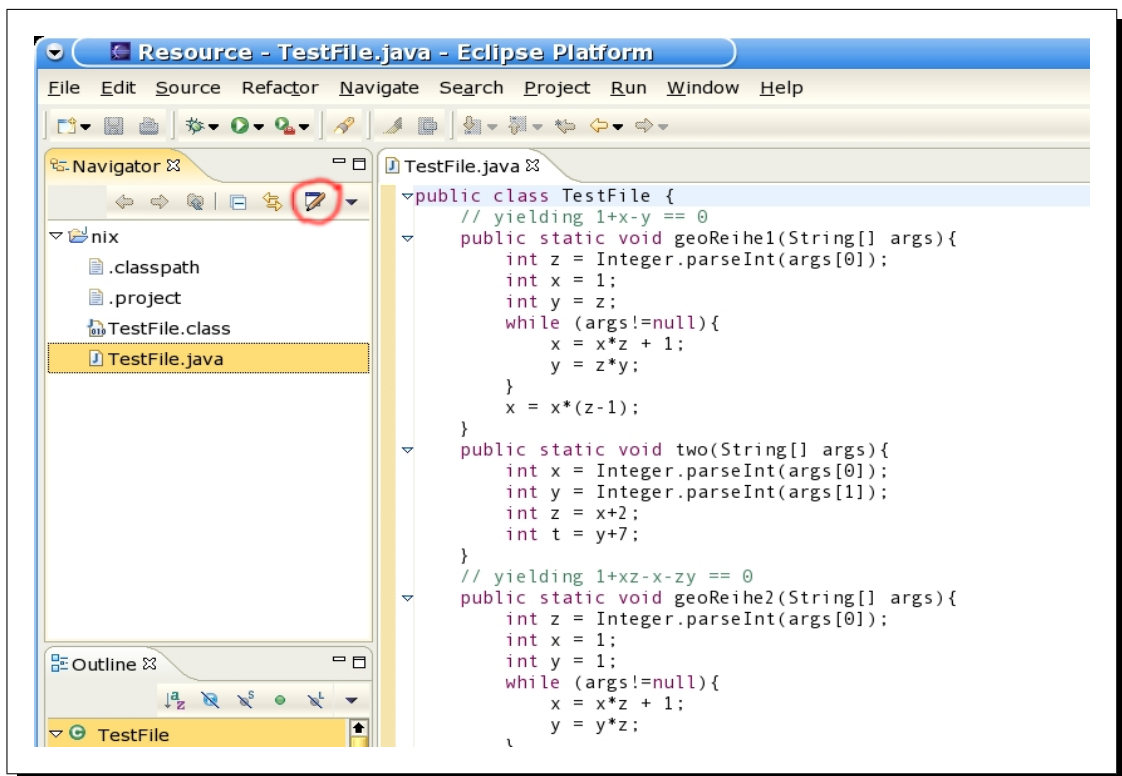 Resource - TestFile.java - Eclipse Platform
File Edit Source Refactor Navigate Search Project Run Window Help
Navigator
nix
.classpath
.project
TestFile.class
TestFile.java
Outline
TestFile
TestFile.java
public class TestFile {
// yielding 1+x-y == 0
public static void geoReihe1(String[] args){
int z = Integer.parseInt(args[0]);
int x = 1;
int y = z;
while (args!=null){
x = x*z + 1;
y = z*y;
}
x = x*(z-1);
}
public static void two(String[] args){
int x = Integer.parseInt(args[0]);
int y = Integer.parseInt(args[1]);
int z = x+2;
int t = y+7;
}
// yielding 1+xz-x-zy == 0
public static void geoReihe2(String[] args){
int z = Integer.parseInt(args[0]);
int x = 1;
int y = 1;
while (args!=null){
x = x*z + 1;
y = y*z;
}